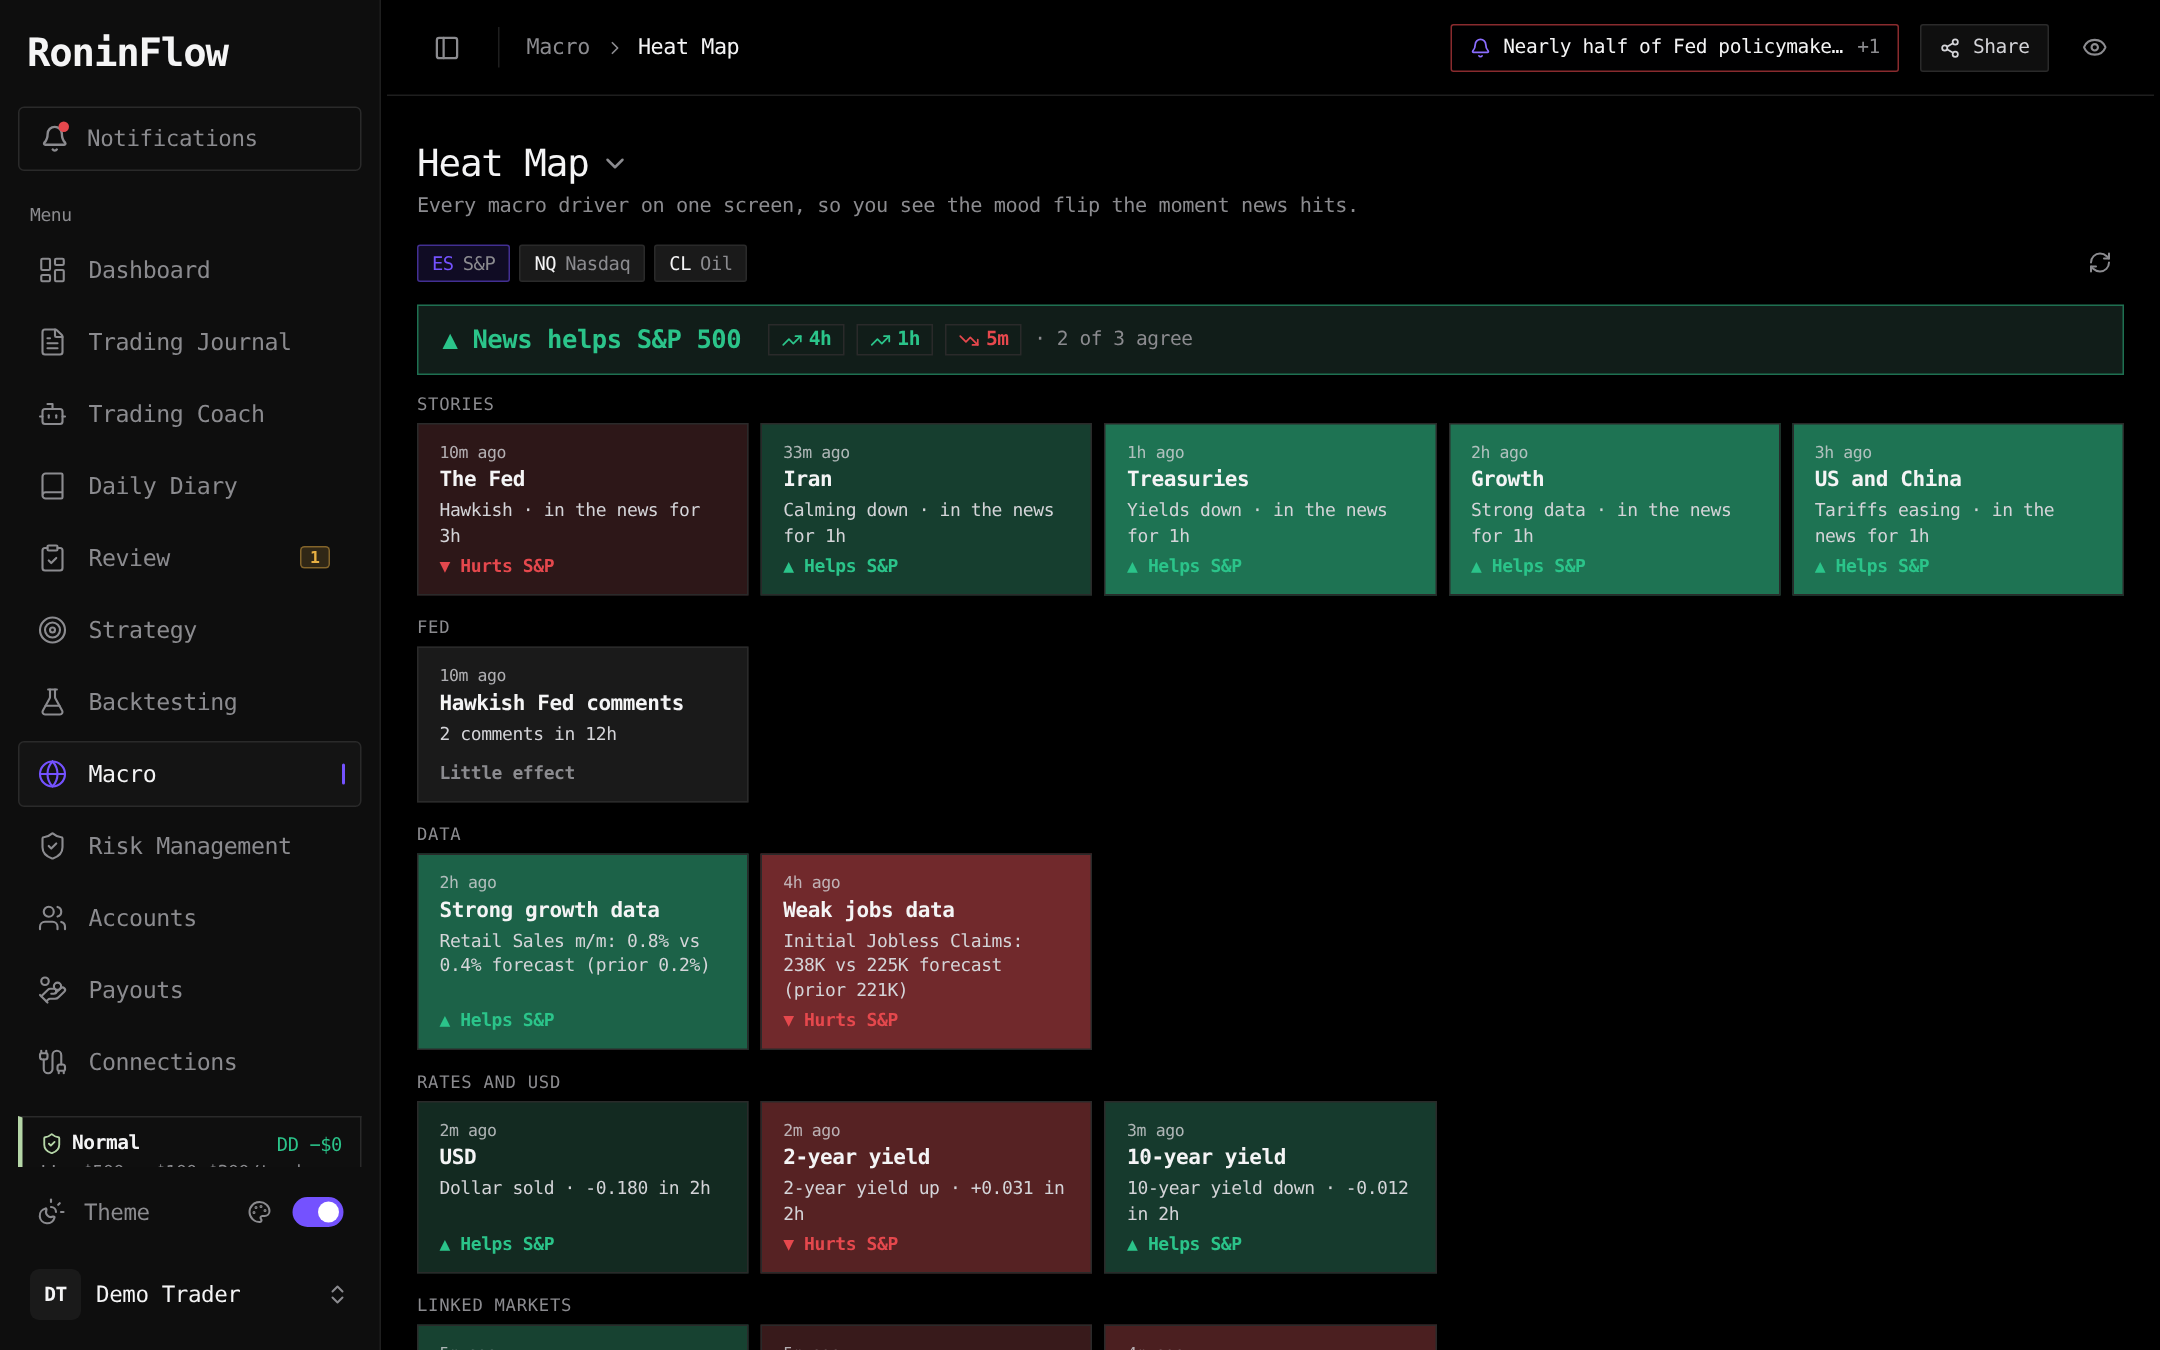 RoninFlow
Notifications
Menu
Dashboard
Trading Journal
Trading Coach
Daily Diary
Review 1
Strategy
Backtesting
Macro
Risk Management
Accounts
Payouts
Connections
Normal DD −$0
Theme
DT Demo Trader
Macro > Heat Map
Nearly half of Fed policymake… +1
Share
Heat Map
Every macro driver on one screen, so you see the mood flip the moment news hits.
ES S&P NQ Nasdaq CL Oil
▲ News helps S&P 500 4h 1h 5m · 2 of 3 agree
STORIES
10m ago
The Fed
Hawkish · in the news for
3h
▼ Hurts S&P
33m ago
Iran
Calming down · in the news
for 1h
▲ Helps S&P
1h ago
Treasuries
Yields down · in the news
for 1h
▲ Helps S&P
2h ago
Growth
Strong data · in the news
for 1h
▲ Helps S&P
3h ago
US and China
Tariffs easing · in the
news for 1h
▲ Helps S&P
FED
10m ago
Hawkish Fed comments
2 comments in 12h
Little effect
DATA
2h ago
Strong growth data
Retail Sales m/m: 0.8% vs
0.4% forecast (prior 0.2%)
▲ Helps S&P
4h ago
Weak jobs data
Initial Jobless Claims:
238K vs 225K forecast
(prior 221K)
▼ Hurts S&P
RATES AND USD
2m ago
USD
Dollar sold · -0.180 in 2h
▲ Helps S&P
2m ago
2-year yield
2-year yield up · +0.031 in
2h
▼ Hurts S&P
3m ago
10-year yield
10-year yield down · -0.012
in 2h
▲ Helps S&P
LINKED MARKETS